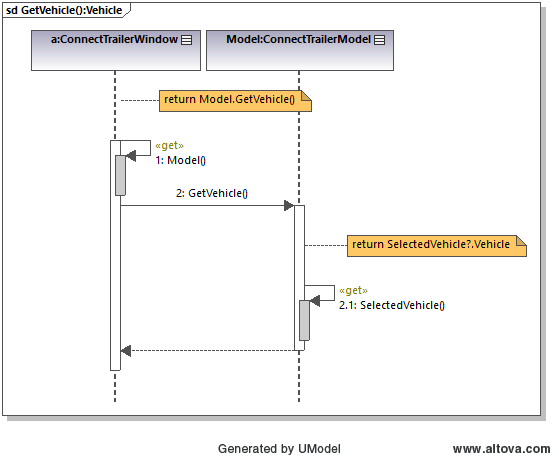 sd GetVehicle():Vehicle
a:ConnectTrailerWindow
Model:ConnectTrailerModel
return Model.GetVehicle()
«get»
1: Model()
2: GetVehicle()
return SelectedVehicle?.Vehicle
«get»
2.1: SelectedVehicle()
Generated by UModel
www.altova.com